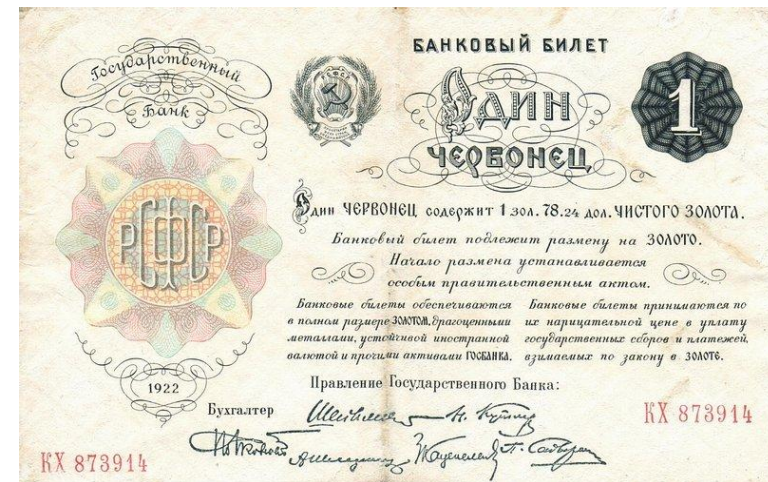 Государственный
Банк
РСФСР
1922
БАНКОВЫЙ БИЛЕТ
ОДИН
ЧЕРВОНЕЦ
1
Один ЧЕРВОНЕЦ содержит 1 зол. 78.24 дол. ЧИСТОГО ЗОЛОТА.
Банковый билет подлежит размену на ЗОЛОТО.
Начало размена устанавливается
особым правительственным актом.
Банковые билеты обеспечиваются
в полном размере ЗОЛОТОМ, драгоценными
металлами, устойчивой иностранной
валютой и прочими активами ГОСБАНКА.
Банковые билеты принимаются по
их нарицательной цене в уплату
государственных сборов и платежей,
взимаемых по закону в ЗОЛОТЕ.
Правление Государственного Банка:
Бухгалтер
КХ 873914
КХ 873914